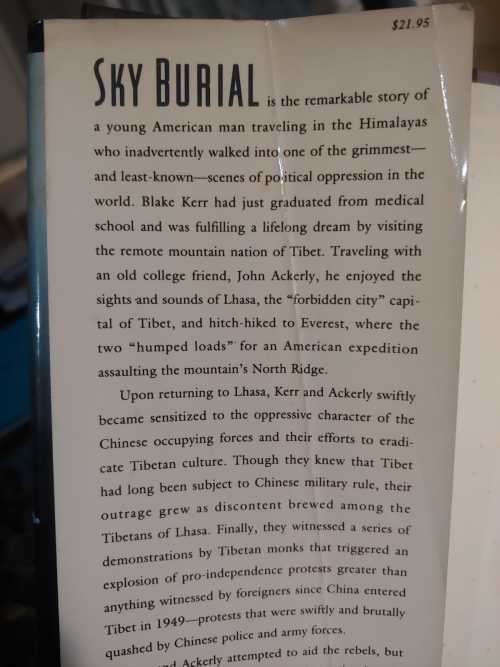 $21.95
SKY BURIAL is the remarkable story of
a young American man traveling in the Himalayas
who inadvertently walked into one of the grimmest—
and least-known—scenes of political oppression in the
world. Blake Kerr had just graduated from medical
school and was fulfilling a lifelong dream by visiting
the remote mountain nation of Tibet. Traveling with
an old college friend, John Ackerly, he enjoyed the
sights and sounds of Lhasa, the “forbidden city” capi-
tal of Tibet, and hitch-hiked to Everest, where the
two “humped loads” for an American expedition
assaulting the mountain’s North Ridge.
Upon returning to Lhasa, Kerr and Ackerly swiftly
became sensitized to the oppressive character of the
Chinese occupying forces and their efforts to eradi-
cate Tibetan culture. Though they knew that Tibet
had long been subject to Chinese military rule, their
outrage grew as discontent brewed among the
Tibetans of Lhasa. Finally, they witnessed a series of
demonstrations by Tibetan monks that triggered an
explosion of pro-independence protests greater than
anything witnessed by foreigners since China entered
Tibet in 1949—protests that were swiftly and brutally
quashed by Chinese police and army forces.
Ackerly attempted to aid the rebels, but